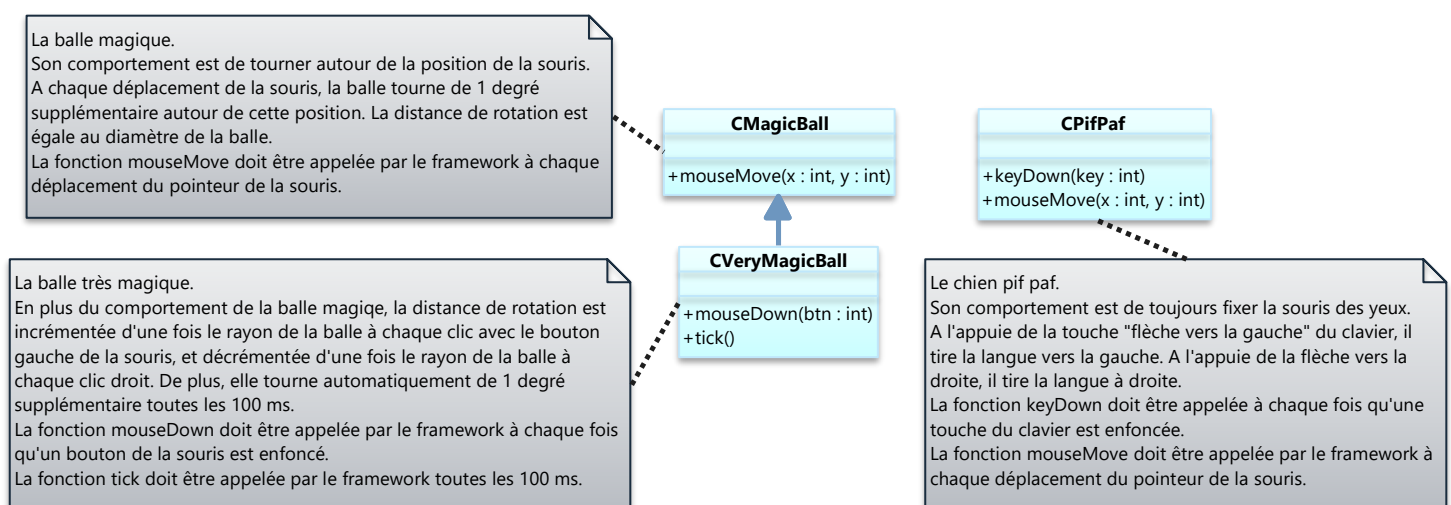 La balle magique.
Son comportement est de tourner autour de la position de la souris.
A chaque déplacement de la souris, la balle tourne de 1 degré
supplémentaire autour de cette position. La distance de rotation est
égale au diamètre de la balle.
La fonction mouseMove doit être appelée par le framework à chaque
déplacement du pointeur de la souris.
CMagicBall
+mouseMove(x : int, y : int)
CPifPaf
+keyDown(key : int)
+mouseMove(x : int, y : int)
La balle très magique.
En plus du comportement de la balle magiqe, la distance de rotation est
incrémentée d'une fois le rayon de la balle à chaque clic avec le bouton
gauche de la souris, et décrémentée d'une fois le rayon de la balle à
chaque clic droit. De plus, elle tourne automatiquement de 1 degré
supplémentaire toutes les 100 ms.
La fonction mouseDown doit être appelée par le framework à chaque fois
qu'un bouton de la souris est enfoncé.
La fonction tick doit être appelée par le framework toutes les 100 ms.
CVeryMagicBall
+mouseDown(btn : int)
+tick()
Le chien pif paf.
Son comportement est de toujours fixer la souris des yeux.
A l'appuie de la touche "flèche vers la gauche" du clavier, il
tire la langue vers la gauche. A l'appuie de la flèche vers la
droite, il tire la langue à droite.
La fonction keyDown doit être appelée à chaque fois qu'une
touche du clavier est enfoncée.
La fonction mouseMove doit être appelée par le framework à
chaque déplacement du pointeur de la souris.